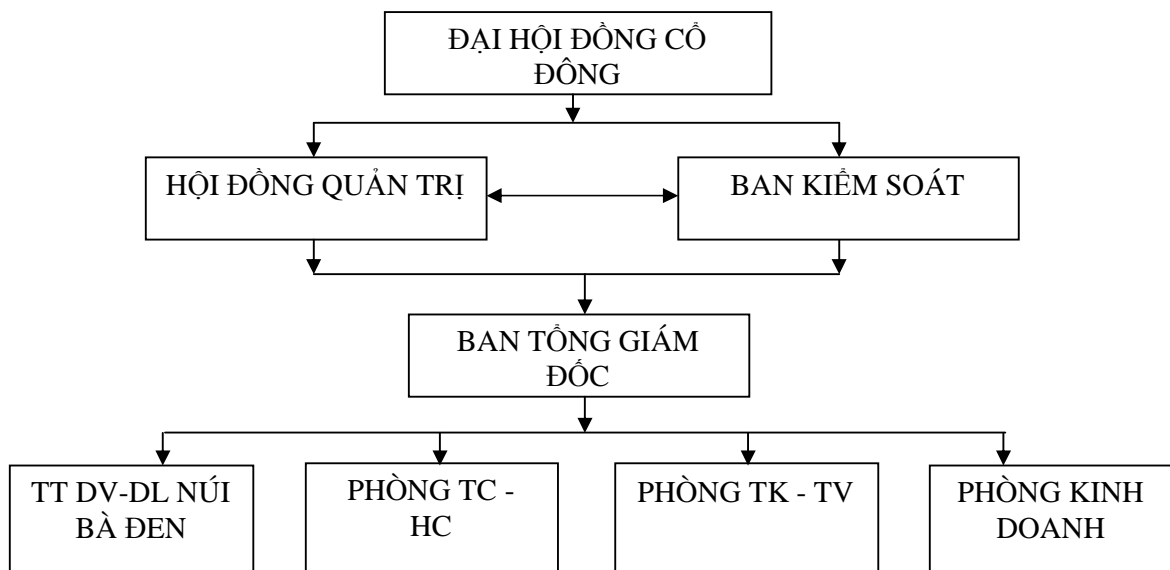 ĐẠI HỘI ĐỒNG CỔ
ĐÔNG
HỘI ĐỒNG QUẢN TRỊ
BAN KIỂM SOÁT
BAN TỔNG GIÁM
ĐỐC
TT DV-DL NÚI
BÀ ĐEN
PHÒNG TC -
HC
PHÒNG TK - TV
PHÒNG KINH
DOANH